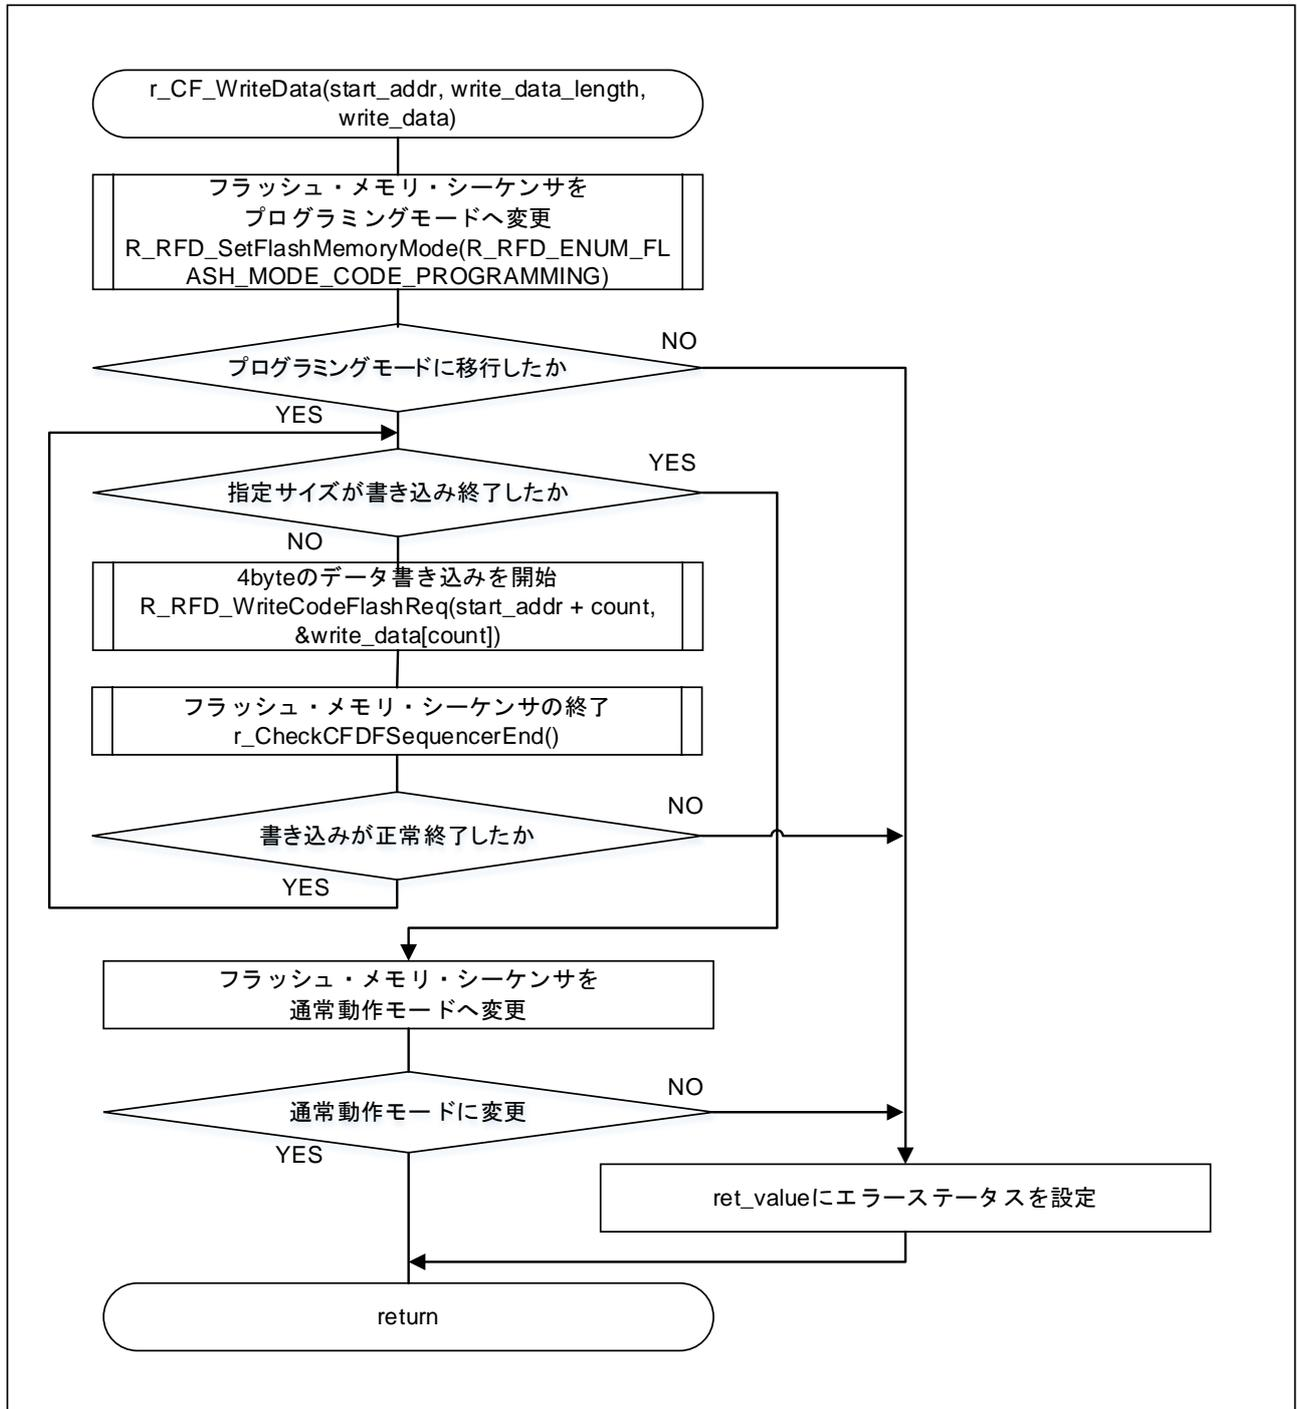 r_CF_WriteData(start_addr, write_data_length,
write_data)
フラッシュ・メモリ・シーケンサを
プログラミングモードへ変更
R_RFD_SetFlashMemoryMode(R_RFD_ENUM_FL
ASH_MODE_CODE_PROGRAMMING)
NO
プログラミングモードに移行したか
YES
YES
指定サイズが書き込み終了したか
NO
4byteのデータ書き込みを開始
R_RFD_WriteCodeFlashReq(start_addr + count,
&write_data[count])
フラッシュ・メモリ・シーケンサの終了
r_CheckCFDFSequencerEnd()
NO
書き込みが正常終了したか
YES
フラッシュ・メモリ・シーケンサを
通常動作モードへ変更
NO
通常動作モードに変更
YES
ret_valueにエラーステータスを設定
return